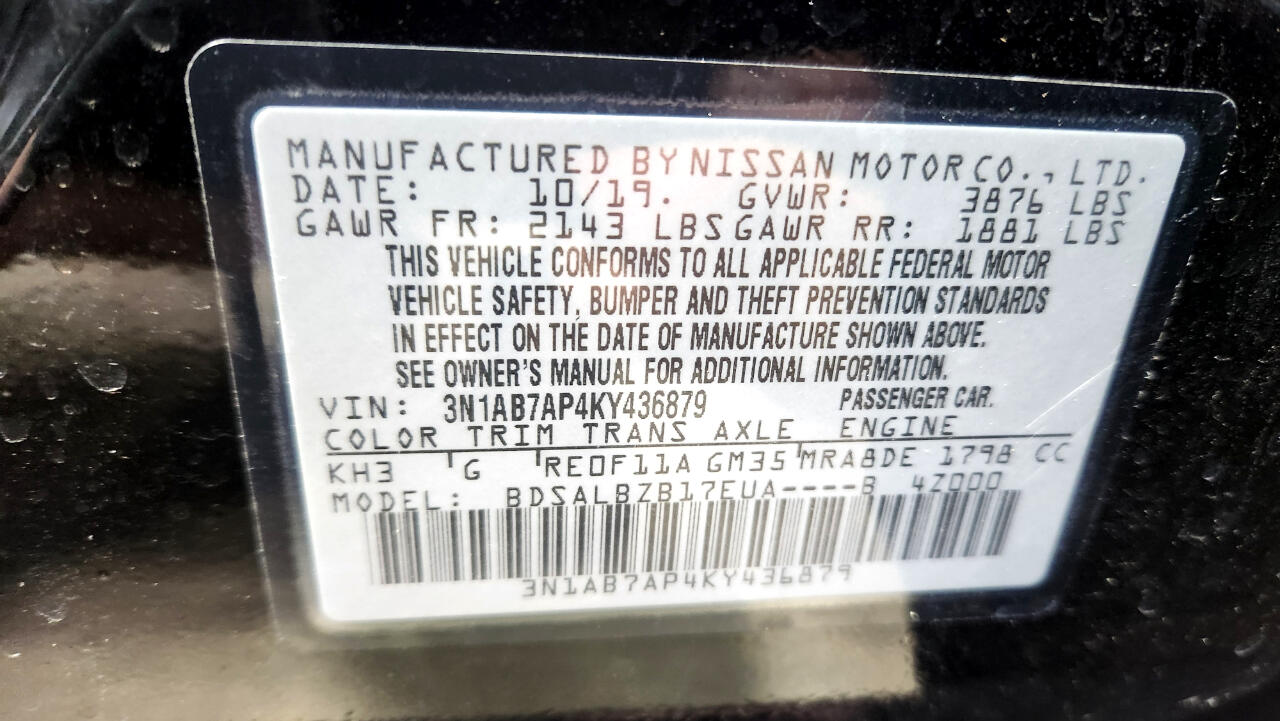 MANUFACTURED BY NISSAN MOTOR CO., LTD.
DATE: 10/19. GVWR: 3876 LBS
GAWR FR: 2143 LBS GAWR RR: 1881 LBS
THIS VEHICLE CONFORMS TO ALL APPLICABLE FEDERAL MOTOR
VEHICLE SAFETY, BUMPER AND THEFT PREVENTION STANDARDS
IN EFFECT ON THE DATE OF MANUFACTURE SHOWN ABOVE.
SEE OWNER'S MANUAL FOR ADDITIONAL INFORMATION.
VIN: 3N1AB7AP4KY436879 PASSENGER CAR.
COLOR TRIM TRANS AXLE ENGINE
KH3 G RE0F11A GM35 MRA8DE 1798 CC
MODEL: BDSALBZB17EUA----B 4Z000
3N1AB7AP4KY436879